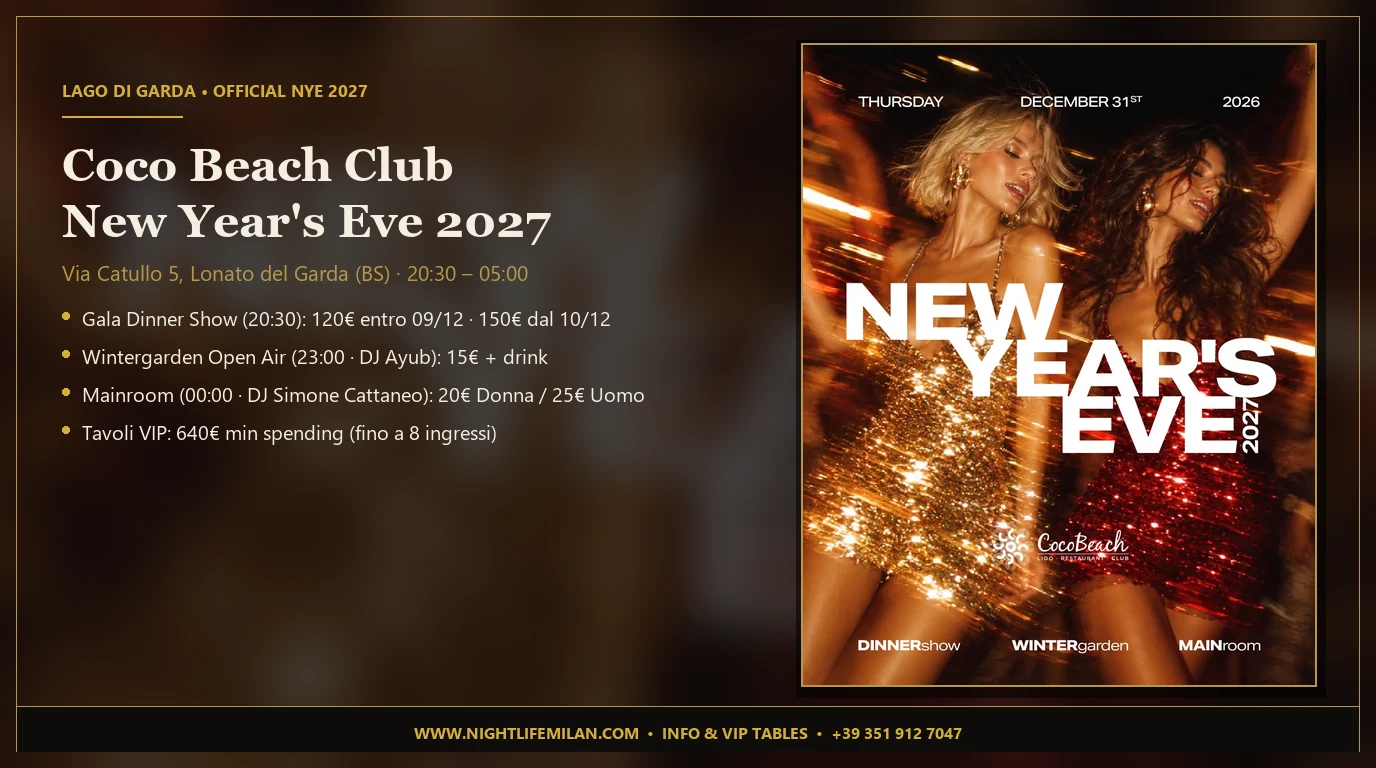 LAGO DI GARDA • OFFICIAL NYE 2027
Coco Beach Club
New Year's Eve 2027
Via Catullo 5, Lonato del Garda (BS) · 20:30 – 05:00
Gala Dinner Show (20:30): 120€ entro 09/12 · 150€ dal 10/12
Wintergarden Open Air (23:00 · DJ Ayub): 15€ + drink
Mainroom (00:00 · DJ Simone Cattaneo): 20€ Donna / 25€ Uomo
Tavoli VIP: 640€ min spending (fino a 8 ingressi)
THURSDAY DECEMBER 31ST 2026
NEW
YEAR'S
EVE 2027
CocoBeach
LIDO · RESTAURANT · CLUB
DINNERshow WINTERgarden MAINroom
WWW.NIGHTLIFEMILAN.COM • INFO & VIP TABLES • +39 351 912 7047